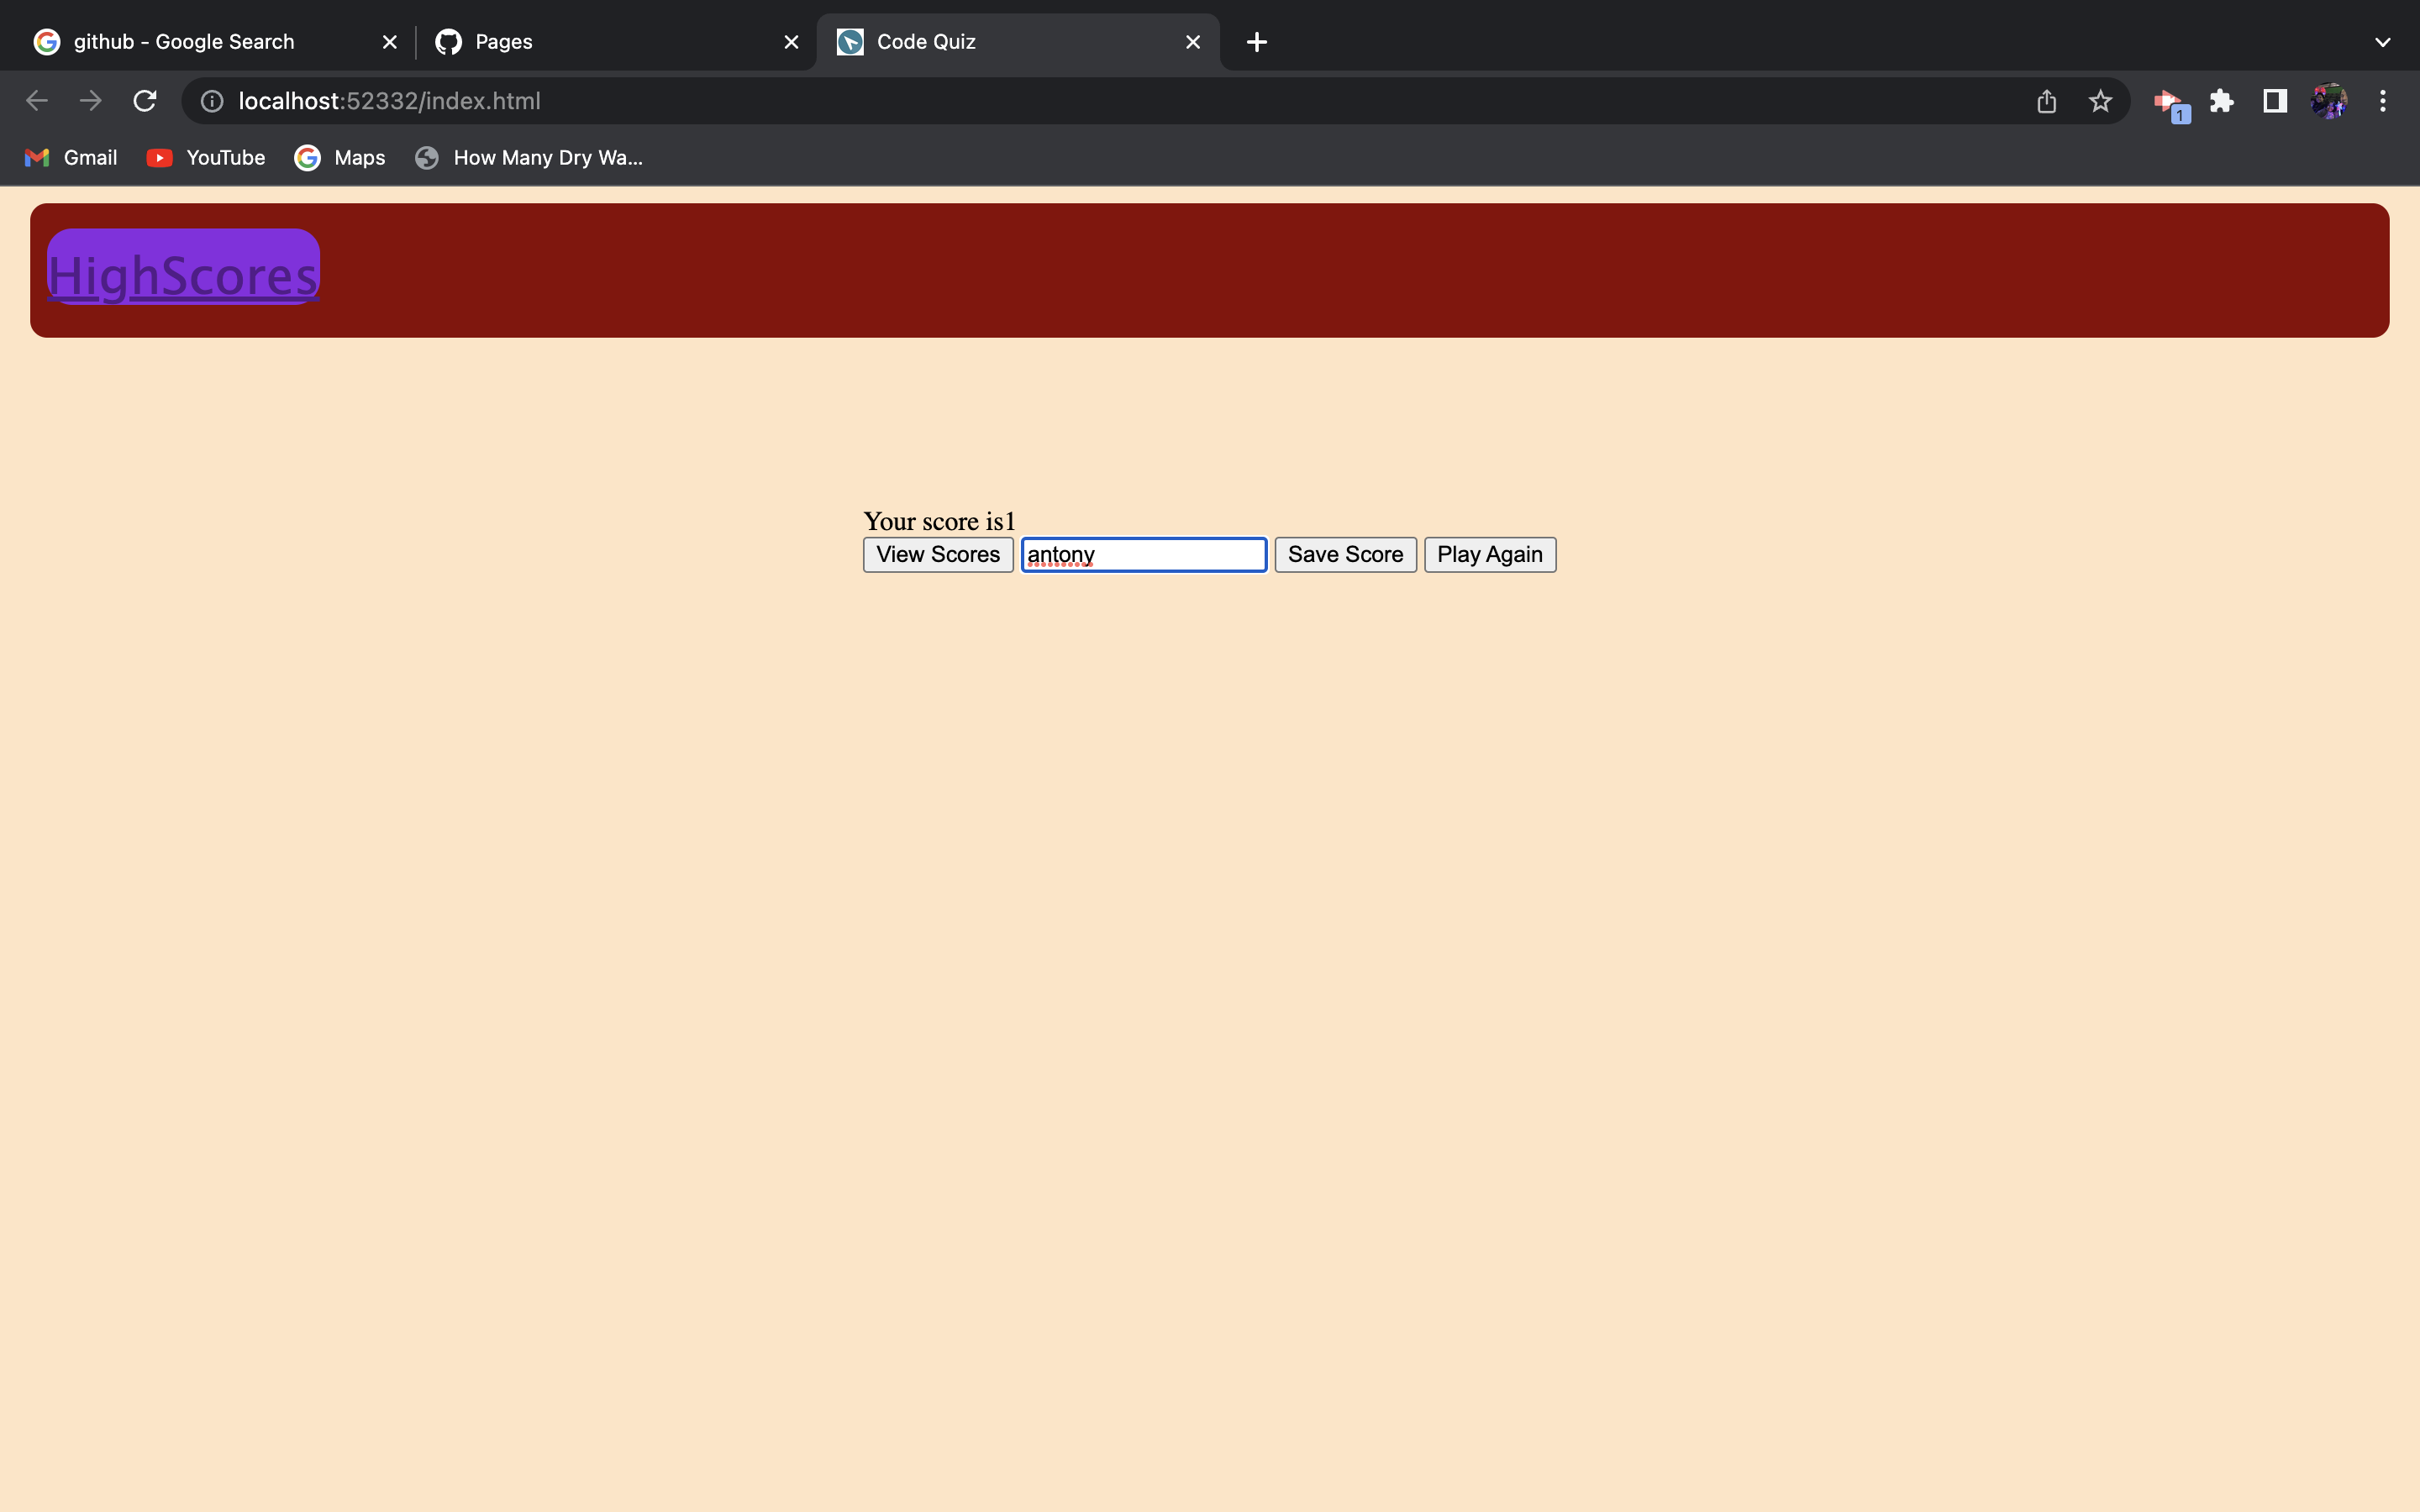 github - Google Search
Pages
Code Quiz
localhost:52332/index.html
1
Gmail
YouTube
Maps
How Many Dry Wa...
HighScores
Your score is1
View Scores
antony
Save Score
Play Again